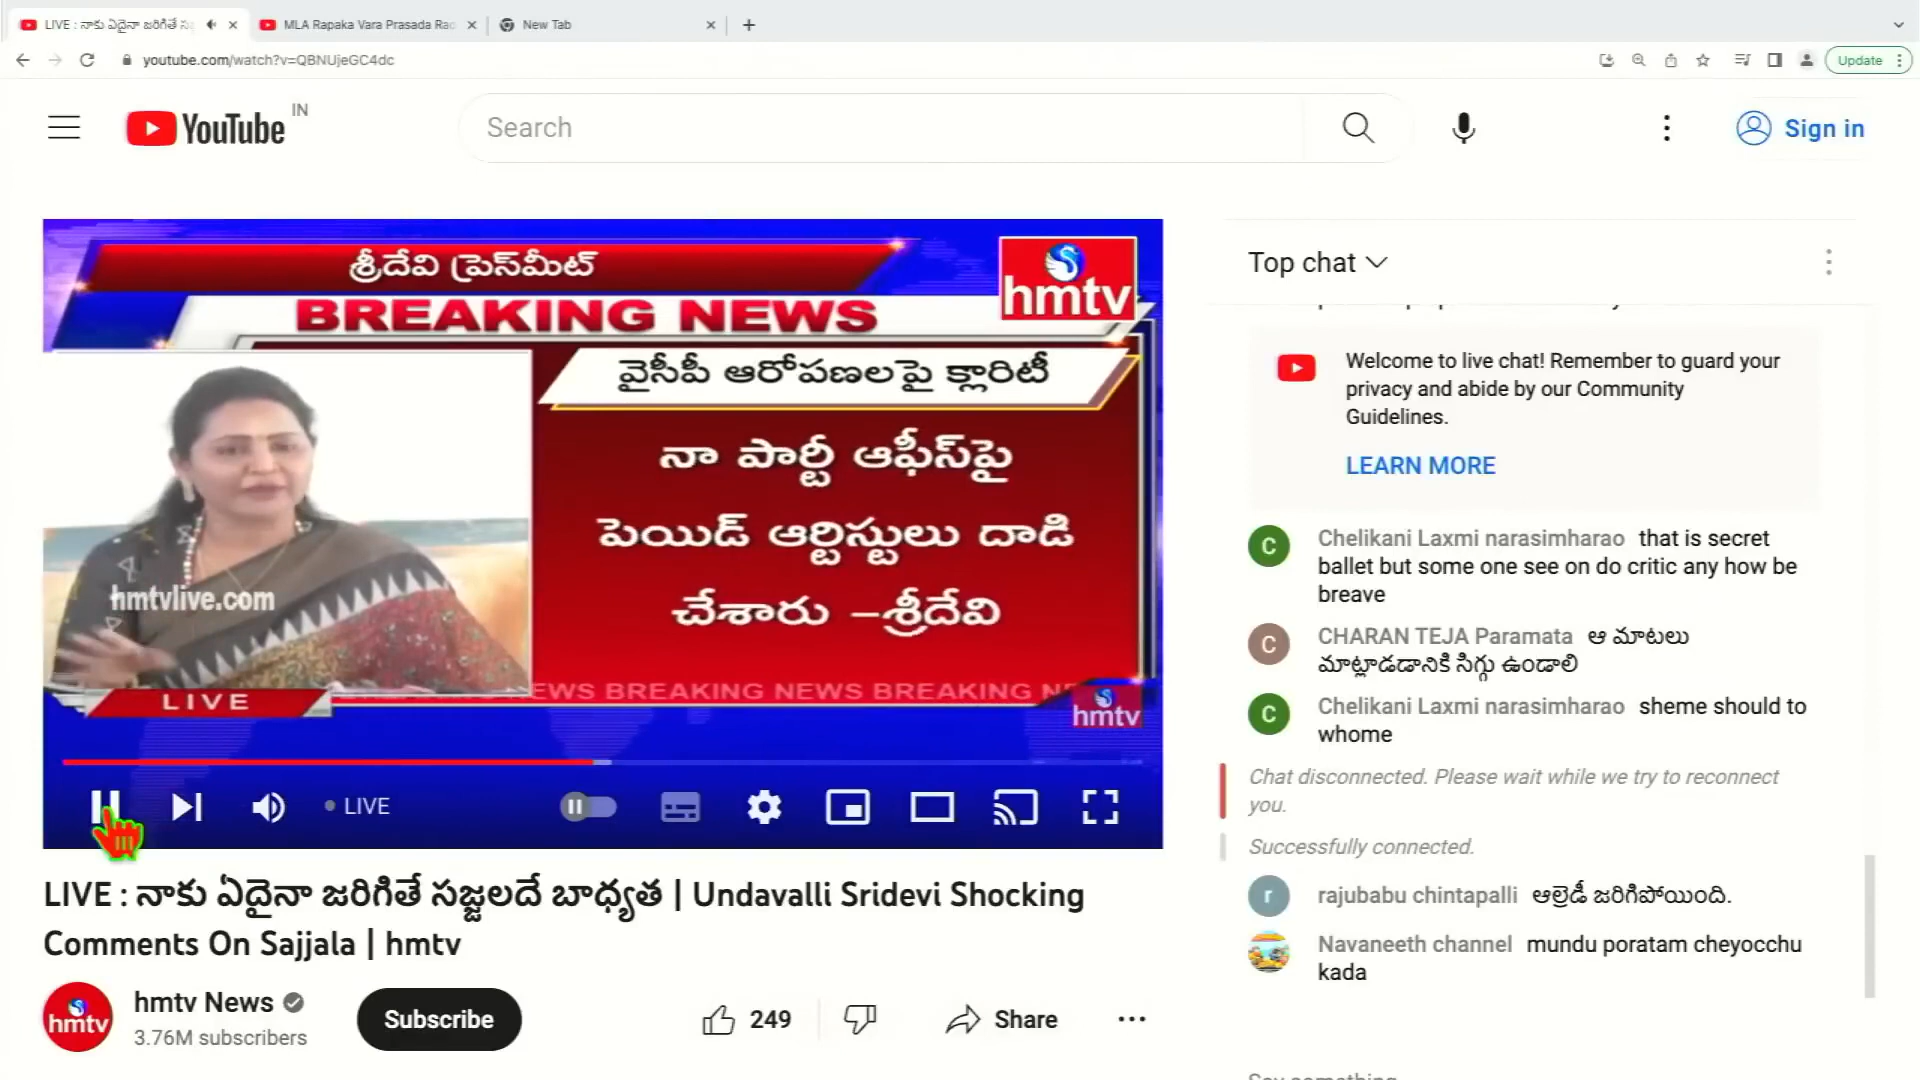 LIVE : నాకు ఏదైనా జరిగితే
MLA Rapaka Vara Prasada Rao
New Tab
youtube.com/watch?v=QBNUjeGC4dc
Update
YouTube IN
Search
Sign in
శ్రీదేవి ప్రెస్‌మీట్
hmtv
BREAKING NEWS
వైసీపీ ఆరోపణలపై క్లారిటీ
నా పార్టీ ఆఫీస్‌పై
పెయిడ్ ఆర్టిస్టులు దాడి
చేశారు –శ్రీదేవి
hmtvlive.com
LIVE
NEWS BREAKING NEWS BREAKING
hmtv
LIVE
LIVE : నాకు ఏదైనా జరిగితే సజ్జలదే బాధ్యత | Undavalli Sridevi Shocking
Comments On Sajjala | hmtv
hmtv
hmtv News
3.76M subscribers
Subscribe
249
Share
Top chat
Welcome to live chat! Remember to guard your
privacy and abide by our Community
Guidelines.
LEARN MORE
C
Chelikani Laxmi narasimharao that is secret
ballet but some one see on do critic any how be
breave
C
CHARAN TEJA Paramata ఆ మాటలు
మాట్లాడడానికి సిగ్గు ఉండాలి
C
Chelikani Laxmi narasimharao sheme should to
whome
Chat disconnected. Please wait while we try to reconnect
you.
Successfully connected.
r
rajubabu chintapalli ఆల్రెడీ జరిగిపోయింది.
Navaneeth channel mundu poratam cheyocchu
kada